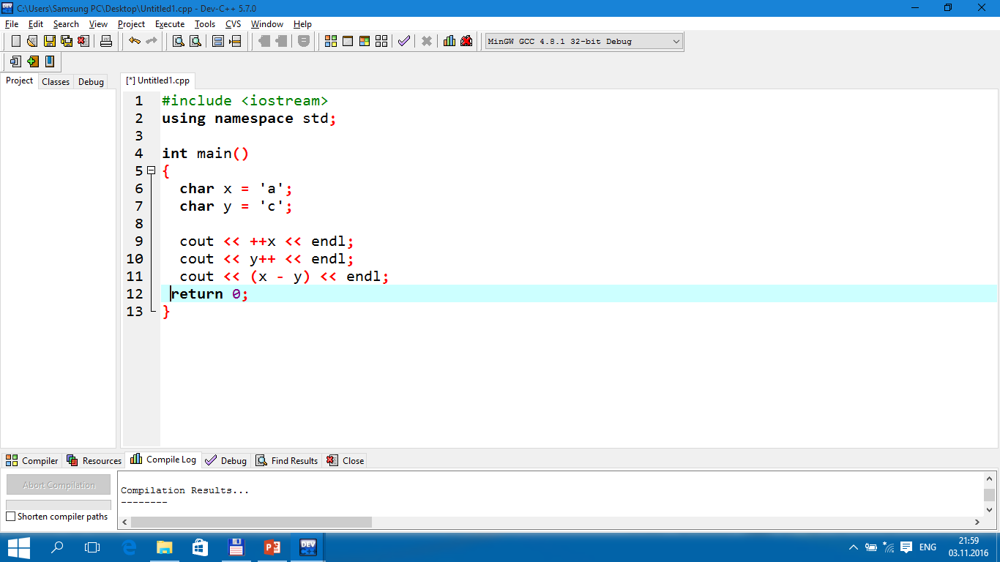 C:\Users\Samsung PC\Desktop\Untitled1.cpp - Dev-C++ 5.7.0
File Edit Search View Project Execute Tools CVS Window Help
MinGW GCC 4.8.1 32-bit Debug
Project Classes Debug
[*] Untitled1.cpp
1 #include <iostream>
2 using namespace std;
3
4 int main()
5 {
6 char x = 'a';
7 char y = 'c';
8
9 cout << ++x << endl;
10 cout << y++ << endl;
11 cout << (x - y) << endl;
12 return 0;
13 }
Compiler Resources Compile Log Debug Find Results Close
Abort Compilation
Shorten compiler paths
Compilation Results...
--------
DEV C++
ENG
21:59
03.11.2016